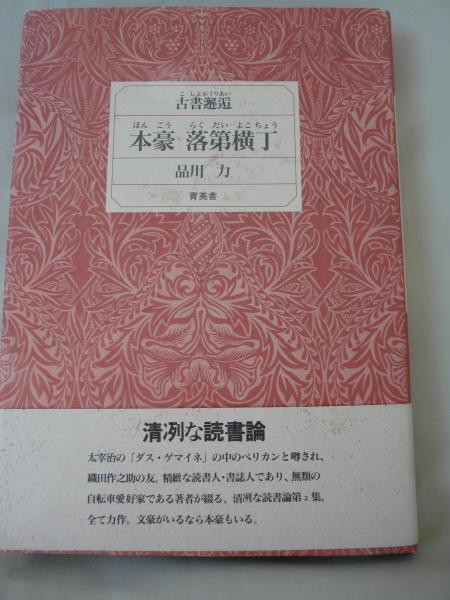 こしよめぐりあい
古書邂逅
ほんごう らくだいよこちょう
本豪 落第横丁
品川 力
青英舎
清冽な読書論
太宰治の「ダス・ゲマイネ」の中のペリカンと噂され、
織田作之助の友。精緻な読書人・書誌人であり、無類の
自転車愛好家である著者が綴る、清冽な読書論第2集。
全て力作。文豪がいるなら本豪もいる。